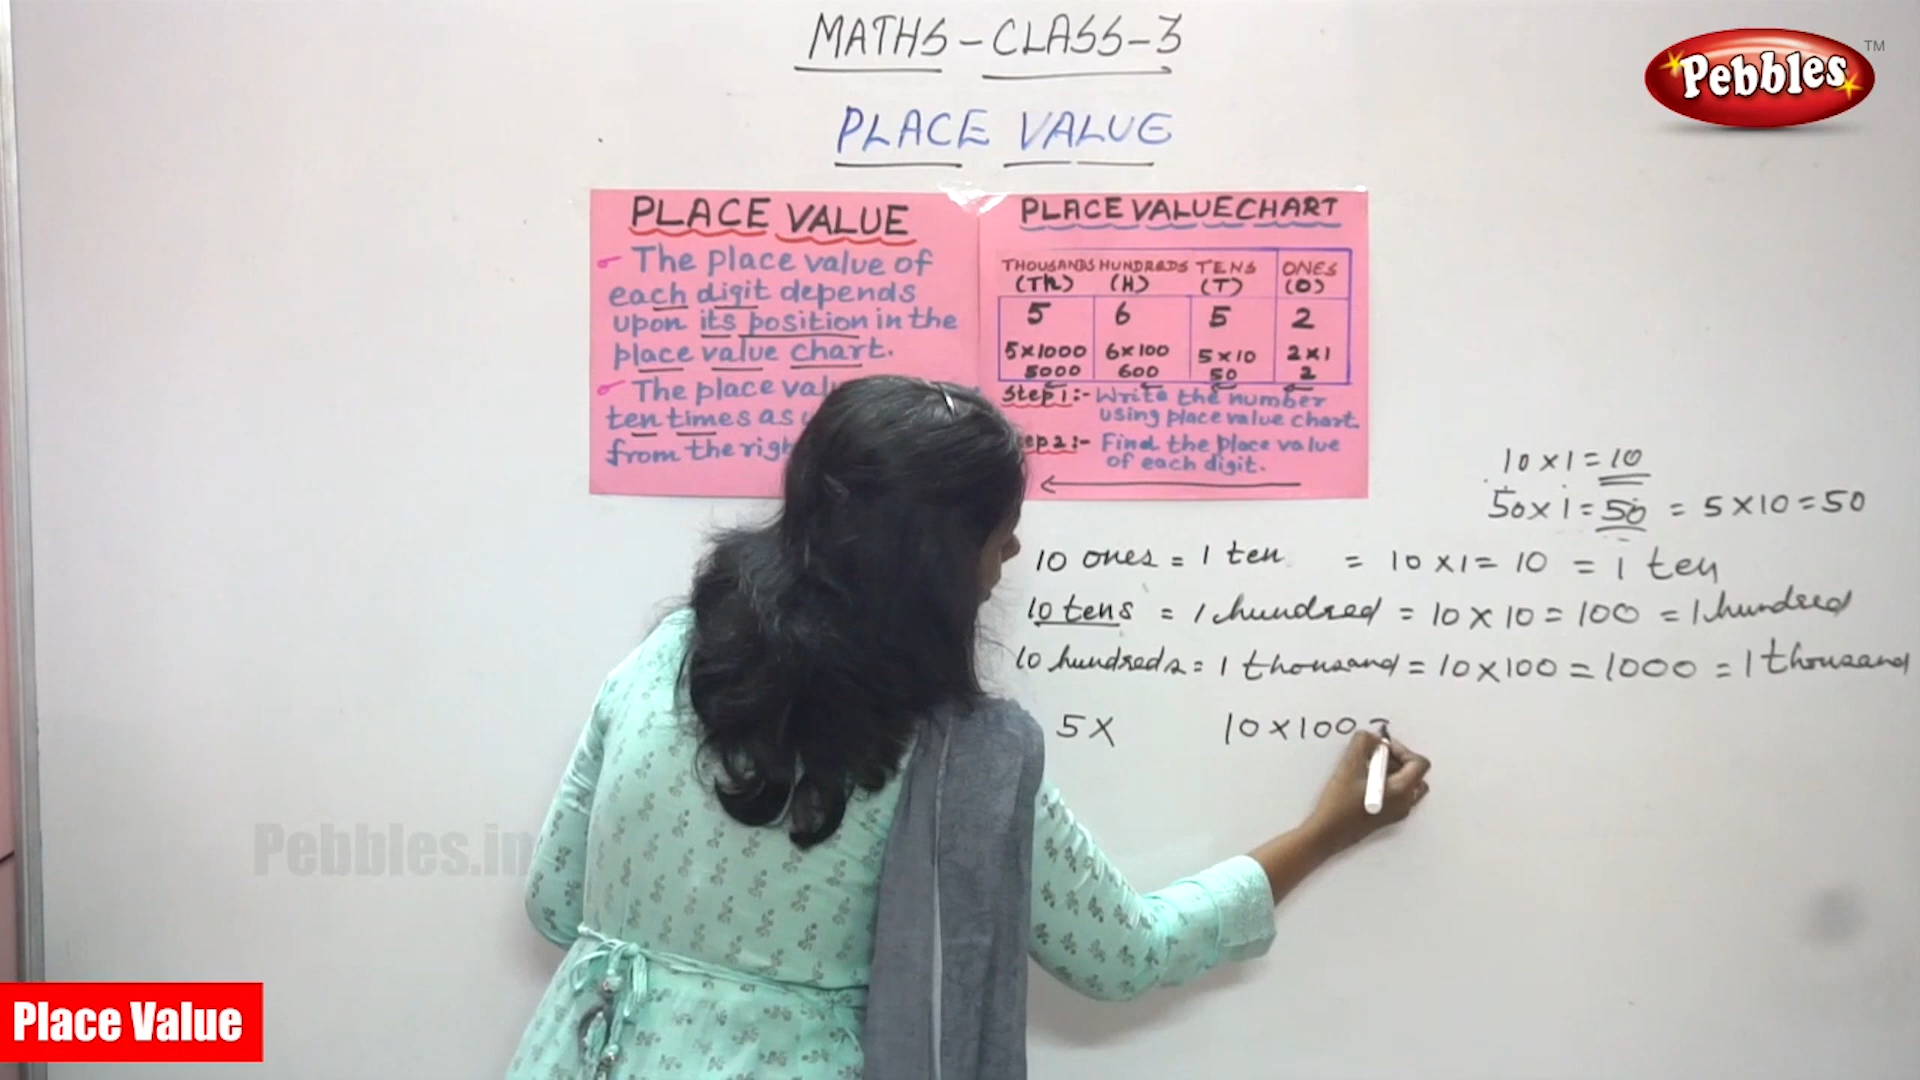 MATHS - CLASS - 3
Pebbles TM
PLACE VALUE
PLACE VALUE
The place value of
each digit depends
upon its position in the
place value chart.
The place
ten times as
from the
PLACE VALUE CHART
THOUSANDS HUNDREDS TENS ONES
(Th) (H) (T) (O)
5 6 5 2
5×1000 6×100 5×10 2×1
5000 600 50 2
Step 1:- Write the number
using place value chart.
2:- Find the place value
of each digit.
10 × 1 = 10
50 × 1 = 50 = 5 × 10 = 50
10 ones = 1 ten = 10 × 1 = 10 = 1 ten
10 tens = 1 hundred = 10 × 10 = 100 = 1 hundred
10 hundreds = 1 thousand = 10 × 100 = 1000 = 1 thousand
5 × 10 × 100 =
Pebbles.in
Place Value